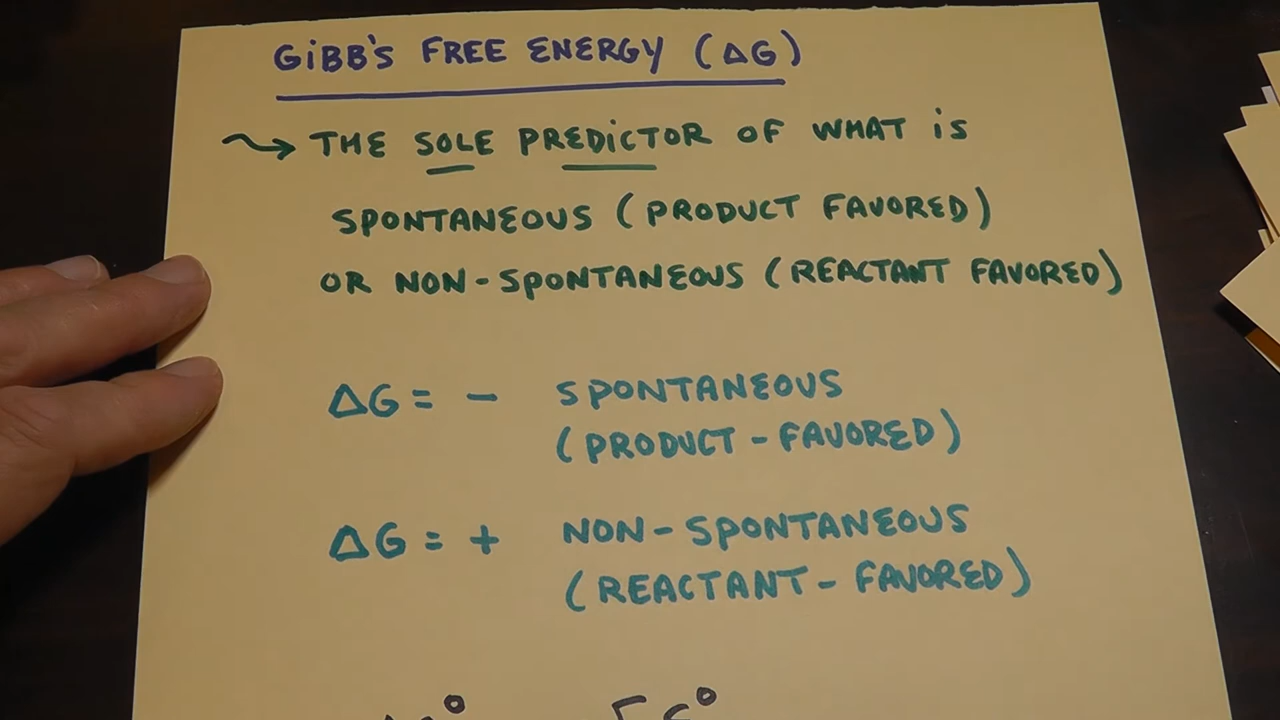 GiBB's FREE ENERGY (ΔG)
THE SOLE PREDiCTOR OF WHAT iS
SPONTANEOUS (PRODUCT FAVORED)
OR NON-SPONTANEOUS (REACTANT FAVORED)
ΔG = - SPONTANEOUS
(PRODUCT-FAVORED)
ΔG = + NON-SPONTANEOUS
(REACTANT-FAVORED)